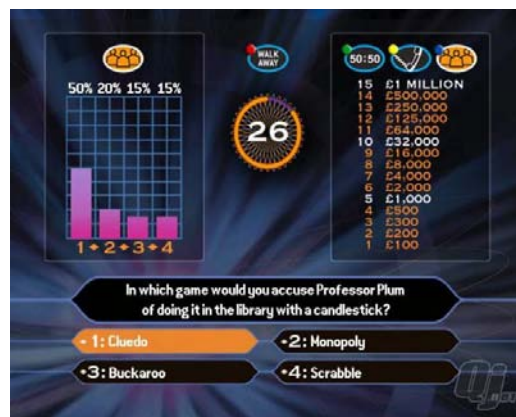 WALK
AWAY
50:50
50% 20% 15% 15%
26
1 2 3 4
15 £1 MILLION
14 £500,000
13 £250,000
12 £125,000
11 £64,000
10 £32,000
9 £16,000
8 £8,000
7 £4,000
6 £2,000
5 £1,000
4 £500
3 £300
2 £200
1 £100
In which game would you accuse Professor Plum
of doing it in the library with a candlestick?
1: Cluedo
2: Monopoly
3: Buckaroo
4: Scrabble